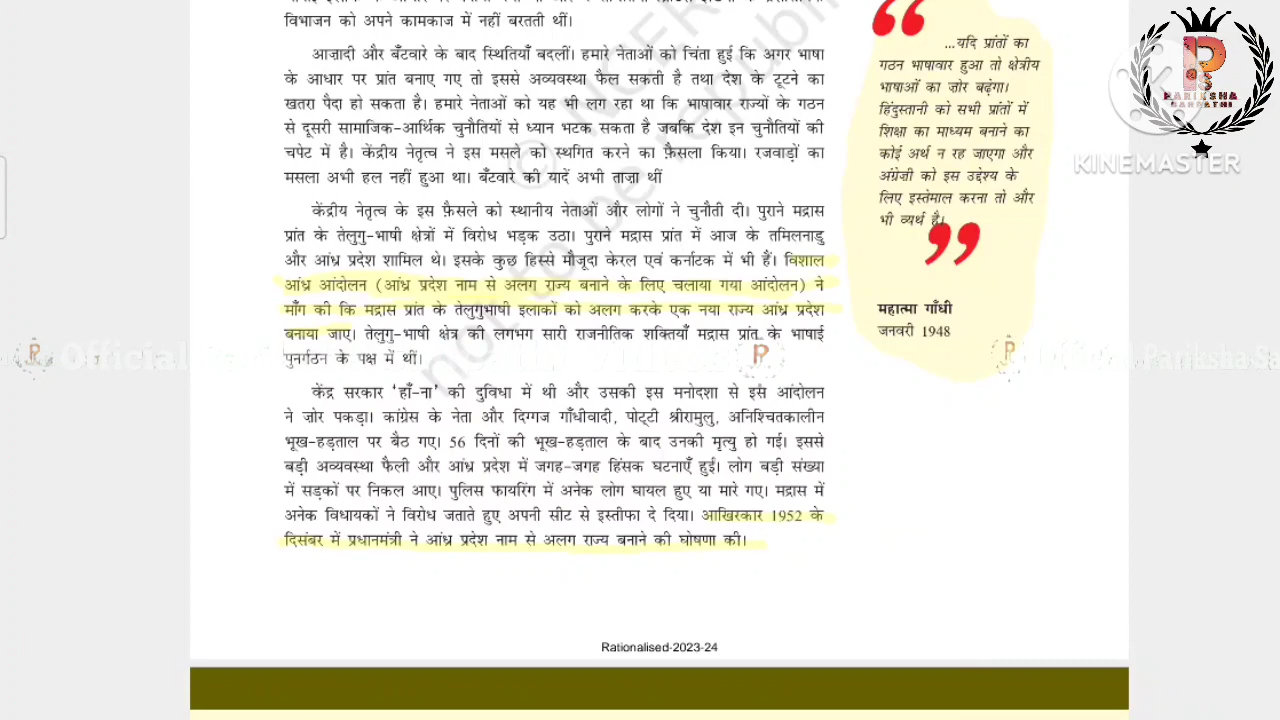 विभाजन को अपने कामकाज में नहीं बरतती थीं।
आज़ादी और बँटवारे के बाद स्थितियाँ बदलीं। हमारे नेताओं को चिंता हुई कि अगर भाषा
के आधार पर प्रांत बनाए गए तो इससे अव्यवस्था फैल सकती है तथा देश के टूटने का
खतरा पैदा हो सकता है। हमारे नेताओं को यह भी लग रहा था कि भाषावार राज्यों के गठन
से दूसरी सामाजिक-आर्थिक चुनौतियों से ध्यान भटक सकता है जबकि देश इन चुनौतियों की
चपेट में है। केंद्रीय नेतृत्व ने इस मसले को स्थगित करने का फ़ैसला किया। रजवाड़ों का
मसला अभी हल नहीं हुआ था। बँटवारे की यादें अभी ताज़ा थीं
केंद्रीय नेतृत्व के इस फ़ैसले को स्थानीय नेताओं और लोगों ने चुनौती दी। पुराने मद्रास
प्रांत के तेलुगु-भाषी क्षेत्रों में विरोध भड़क उठा। पुराने मद्रास प्रांत में आज के तमिलनाडु
और आंध्र प्रदेश शामिल थे। इसके कुछ हिस्से मौजूदा केरल एवं कर्नाटक में भी हैं। विशाल
आंध्र आंदोलन (आंध्र प्रदेश नाम से अलग राज्य बनाने के लिए चलाया गया आंदोलन) ने
माँग की कि मद्रास प्रांत के तेलुगुभाषी इलाकों को अलग करके एक नया राज्य आंध्र प्रदेश
बनाया जाए। तेलुगु-भाषी क्षेत्र की लगभग सारी राजनीतिक शक्तियाँ मद्रास प्रांत के भाषाई
पुनर्गठन के पक्ष में थीं।
केंद्र सरकार ‘हाँ-ना’ की दुविधा में थी और उसकी इस मनोदशा से इस आंदोलन
ने ज़ोर पकड़ा। कांग्रेस के नेता और दिग्गज गाँधीवादी, पोट्टी श्रीरामुलु, अनिश्चितकालीन
भूख-हड़ताल पर बैठ गए। 56 दिनों की भूख-हड़ताल के बाद उनकी मृत्यु हो गई। इससे
बड़ी अव्यवस्था फैली और आंध्र प्रदेश में जगह-जगह हिंसक घटनाएँ हुईं। लोग बड़ी संख्या
में सड़कों पर निकल आए। पुलिस फायरिंग में अनेक लोग घायल हुए या मारे गए। मद्रास में
अनेक विधायकों ने विरोध जताते हुए अपनी सीट से इस्तीफा दे दिया। आखिरकार 1952 के
दिसंबर में प्रधानमंत्री ने आंध्र प्रदेश नाम से अलग राज्य बनाने की घोषणा की।
...यदि प्रांतों का
गठन भाषावार हुआ तो क्षेत्रीय
भाषाओं का ज़ोर बढ़ेगा।
हिंदुस्तानी को सभी प्रांतों में
शिक्षा का माध्यम बनाने का
कोई अर्थ न रह जाएगा और
अंग्रेज़ी को इस उद्देश्य के
लिए इस्तेमाल करना तो और
भी व्यर्थ है।
महात्मा गाँधी
जनवरी 1948
Rationalised-2023-24
not to be republi
KINEMASTER
PARIKSHA
Official